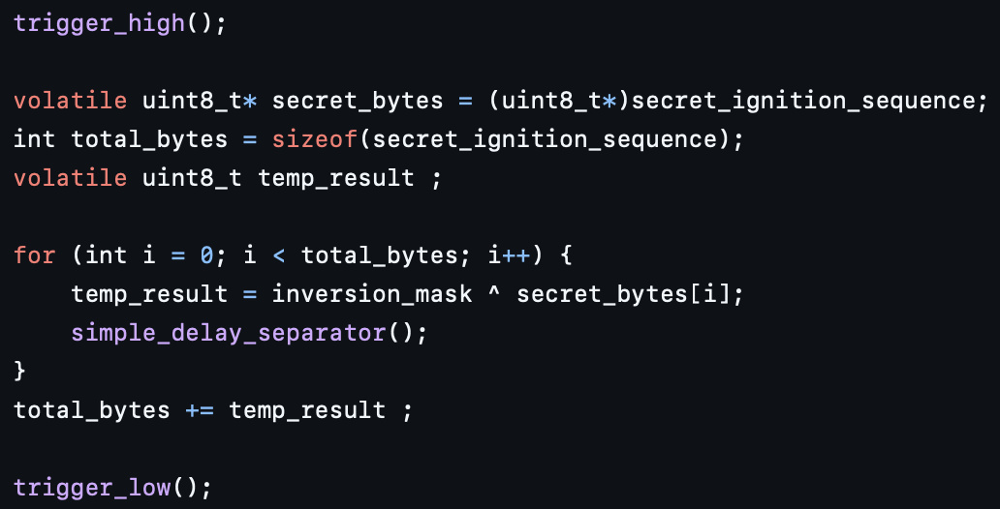 trigger_high();
volatile uint8_t* secret_bytes = (uint8_t*)secret_ignition_sequence;
int total_bytes = sizeof(secret_ignition_sequence);
volatile uint8_t temp_result ;
for (int i = 0; i < total_bytes; i++) {
    temp_result = inversion_mask ^ secret_bytes[i];
    simple_delay_separator();
}
total_bytes += temp_result ;
trigger_low();